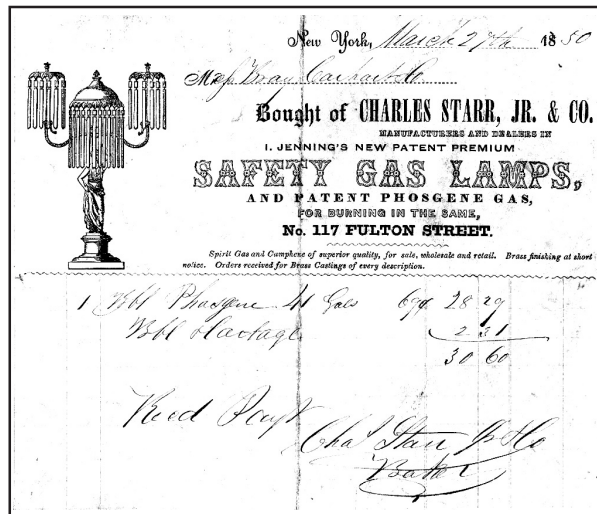 New York, March 27th 1850
Mess Bray Carhart Co
Bought of CHARLES STARR, JR. & CO.
MANUFACTURERS AND DEALERS IN
I. JENNING'S NEW PATENT PREMIUM
SAFETY GAS LAMPS,
AND PATENT PHOSGENE GAS,
FOR BURNING IN THE SAME,
No. 117 FULTON STREET.
Spirit Gas and Camphene of superior quality, for sale, wholesale and retail. Brass finishing at short
notice. Orders received for Brass Castings of every description.
1 Bbl Phosgene 41 Gals 69¢ 28 29
Bbl & Cartage 2 31
30 60
Recd Payt
Chas Starr Jr & Co